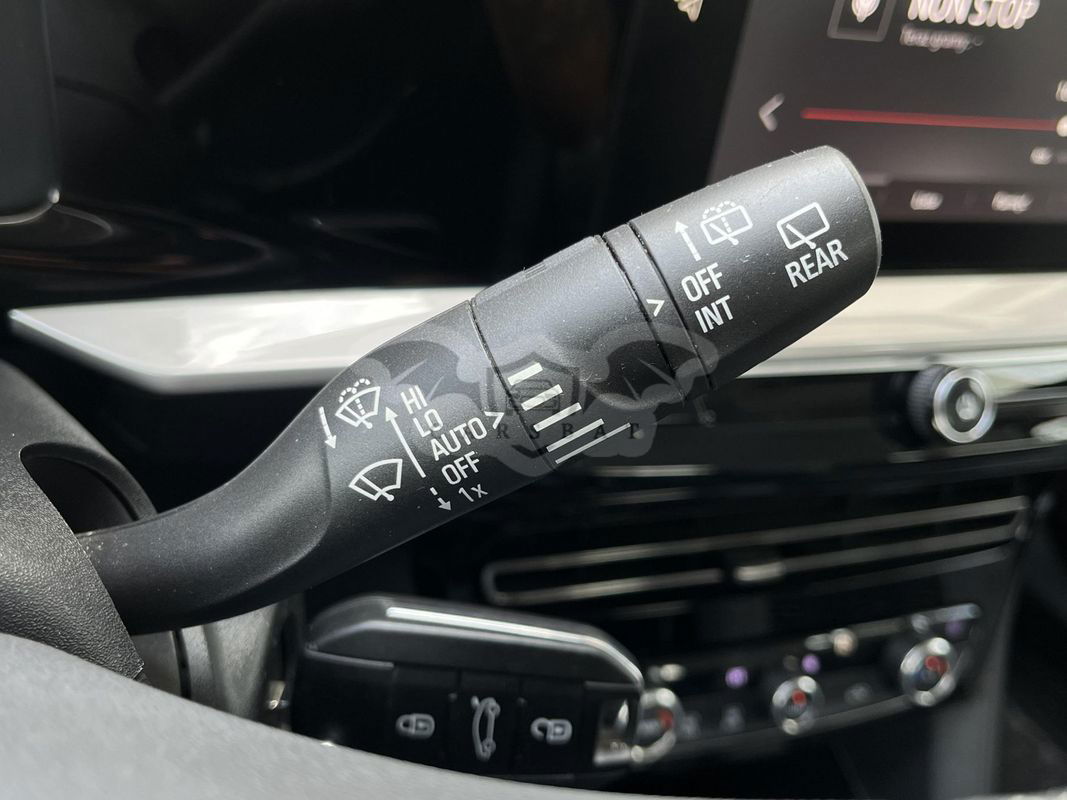 NON STOP
OFF
INT
REAR
HI
LO
AUTO
OFF
1x